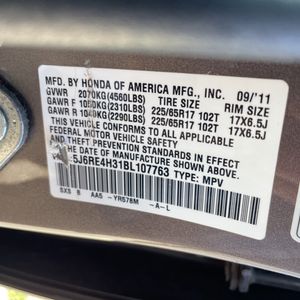 MFD. BY HONDA OF AMERICA MFG., INC. 09/'11
GVWR 2070KG(4560LBS) TIRE SIZE RIM SIZE
GAWR F 1050KG(2310LBS) 225/65R17 102T 17X6.5J
GAWR R 1040KG(2290LBS) 225/65R17 102T 17X6.5J
THIS VEHICLE CONFORMS TO ALL APPLICABLE
FEDERAL MOTOR VEHICLE SAFETY STANDARDS
IN EFFECT ON THE DATE OF MANUFACTURE SHOWN ABOVE.
5J6RE4H31BL107763 TYPE: MPV
SXS B AA5 -YR578M -A-L